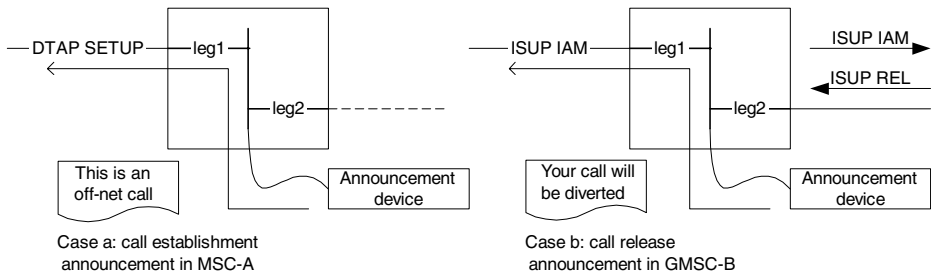 DTAP SETUP
leg1
leg2
This is an
off-net call
Announcement
device
Case a: call establishment
announcement in MSC-A
ISUP IAM
leg1
ISUP IAM
ISUP REL
leg2
Your call will
be diverted
Announcement
device
Case b: call release
announcement in GMSC-B